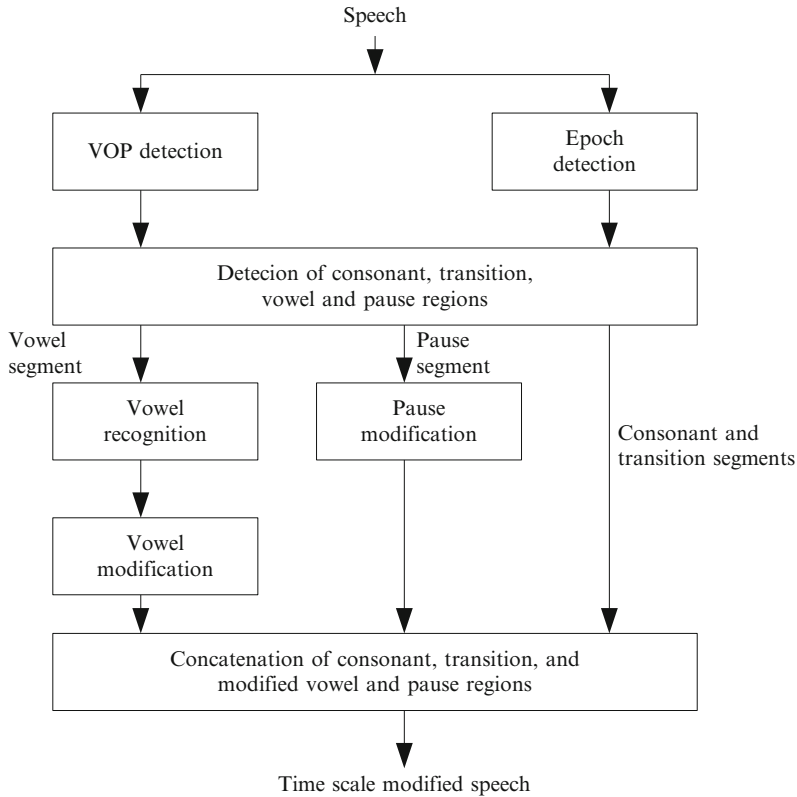 Speech
VOP detection
Epoch
detection
Detecion of consonant, transition,
vowel and pause regions
Vowel
segment
Pause
segment
Vowel
recognition
Pause
modification
Consonant and
transition segments
Vowel
modification
Concatenation of consonant, transition, and
modified vowel and pause regions
Time scale modified speech